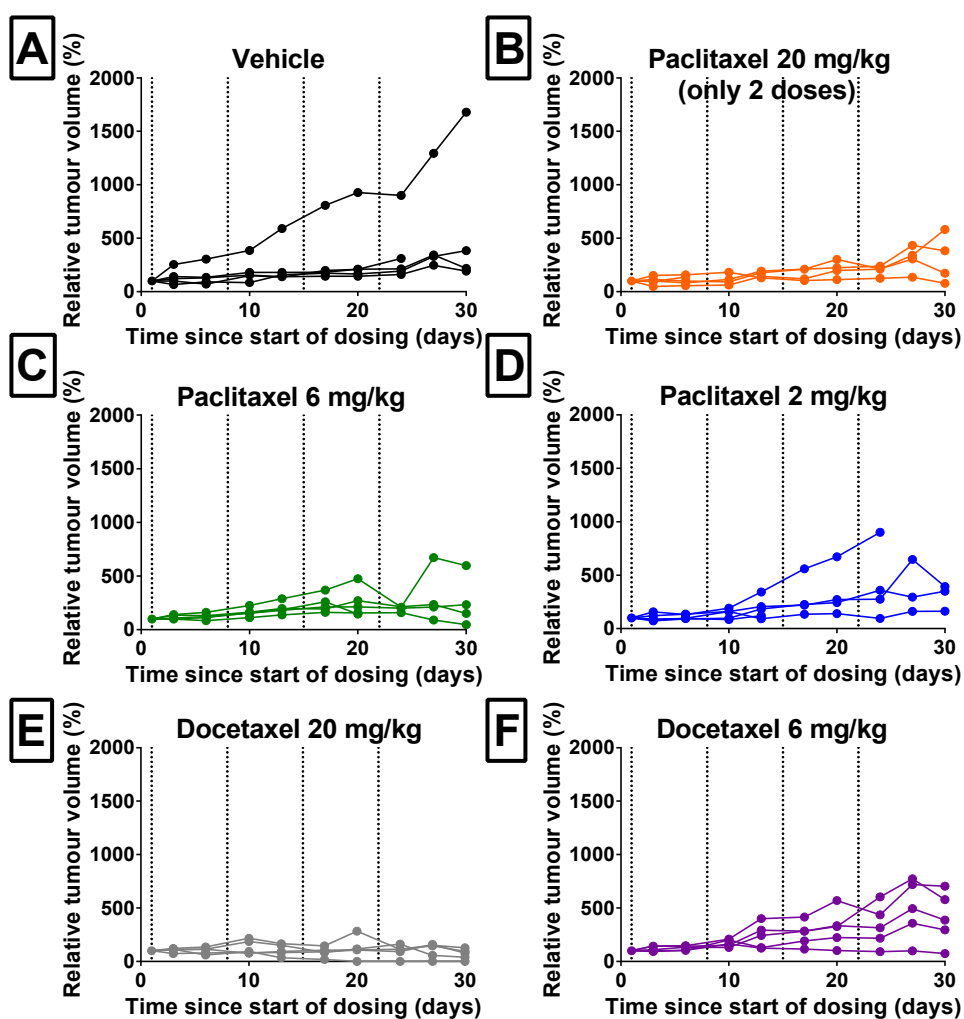 A
Vehicle
Relative tumour volume (%)
2000
1500
1000
500
0
0 10 20 30
Time since start of dosing (days)
B
Paclitaxel 20 mg/kg
(only 2 doses)
Relative tumour volume (%)
2000
1500
1000
500
0
0 10 20 30
Time since start of dosing (days)
C
Paclitaxel 6 mg/kg
Relative tumour volume (%)
2000
1500
1000
500
0
0 10 20 30
Time since start of dosing (days)
D
Paclitaxel 2 mg/kg
Relative tumour volume (%)
2000
1500
1000
500
0
0 10 20 30
Time since start of dosing (days)
E
Docetaxel 20 mg/kg
Relative tumour volume (%)
2000
1500
1000
500
0
0 10 20 30
Time since start of dosing (days)
F
Docetaxel 6 mg/kg
Relative tumour volume (%)
2000
1500
1000
500
0
0 10 20 30
Time since start of dosing (days)